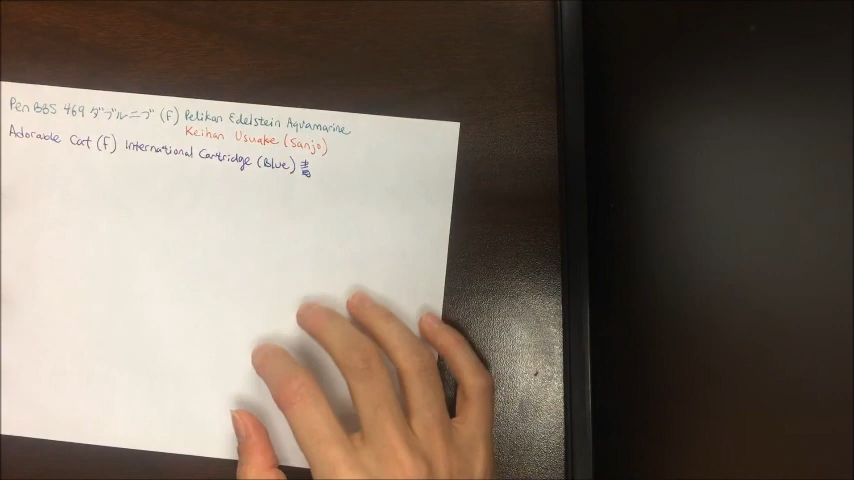 Pen BBS 469 ダブルニブ (F) Pelikan Edelstein Aquamarine
Keihan Usuake (Sanjo)
Adorable Cat (F) International Cartridge (Blue) 青